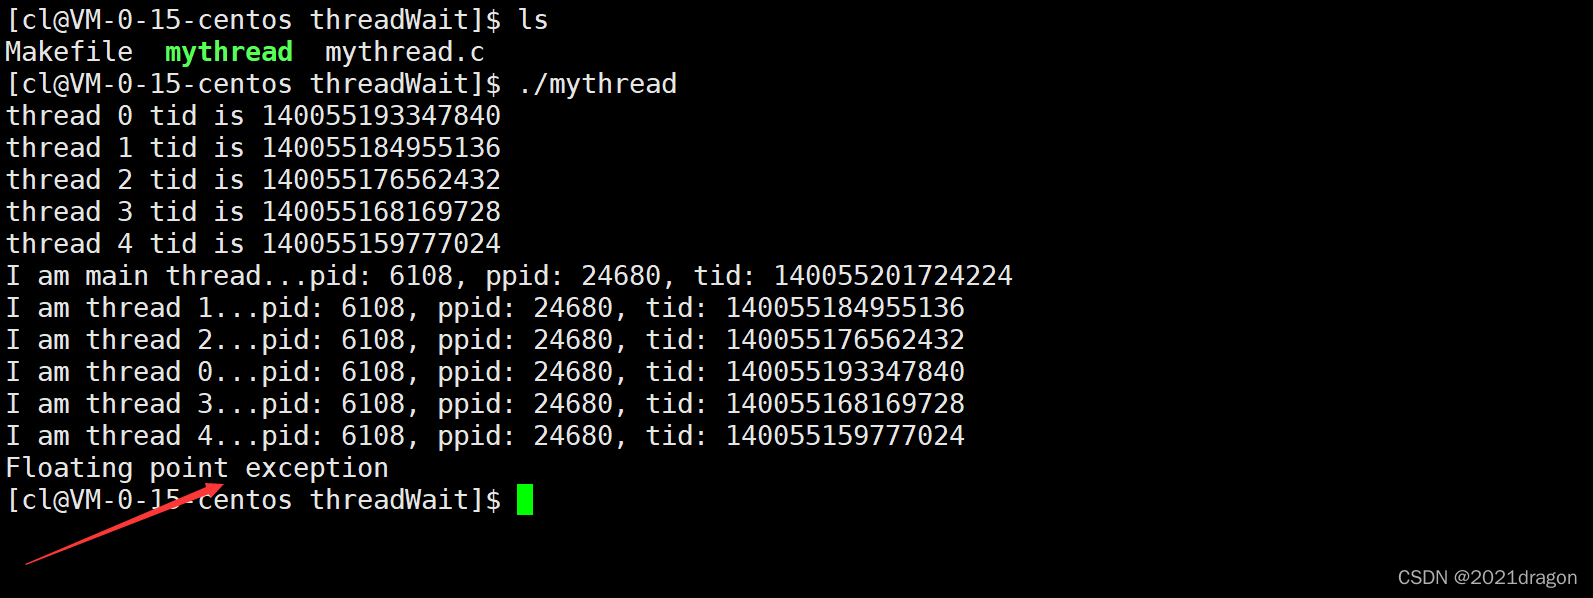 [cl@VM-0-15-centos threadWait]$ ls
Makefile  mythread  mythread.c
[cl@VM-0-15-centos threadWait]$ ./mythread
thread 0 tid is 140055193347840
thread 1 tid is 140055184955136
thread 2 tid is 140055176562432
thread 3 tid is 140055168169728
thread 4 tid is 140055159777024
I am main thread...pid: 6108, ppid: 24680, tid: 140055201724224
I am thread 1...pid: 6108, ppid: 24680, tid: 140055184955136
I am thread 2...pid: 6108, ppid: 24680, tid: 140055176562432
I am thread 0...pid: 6108, ppid: 24680, tid: 140055193347840
I am thread 3...pid: 6108, ppid: 24680, tid: 140055168169728
I am thread 4...pid: 6108, ppid: 24680, tid: 140055159777024
Floating point exception
[cl@VM-0-15-centos threadWait]$
CSDN @2021dragon